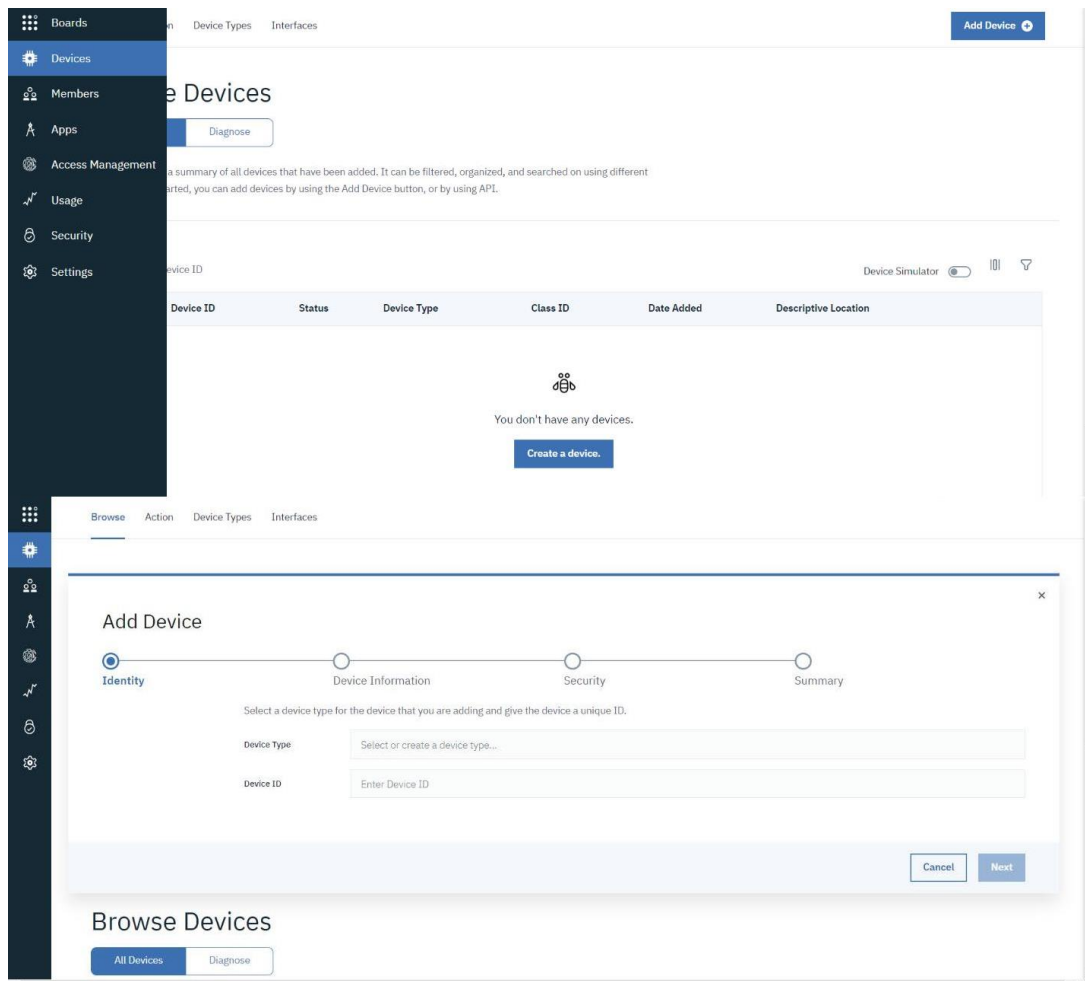 Boards
n Device Types Interfaces
Add Device
Devices
Members
e Devices
Apps
Diagnose
Access Management
a summary of all devices that have been added. It can be filtered, organized, and searched on using different
arted, you can add devices by using the Add Device button, or by using API.
Usage
Security
Settings
evice ID
Device Simulator
Device ID Status Device Type Class ID Date Added Descriptive Location
You don't have any devices.
Create a device.
Browse Action Device Types Interfaces
×
Add Device
Identity Device Information Security Summary
Select a device type for the device that you are adding and give the device a unique ID.
Device Type Select or create a device type...
Device ID Enter Device ID
Cancel Next
Browse Devices
All Devices Diagnose